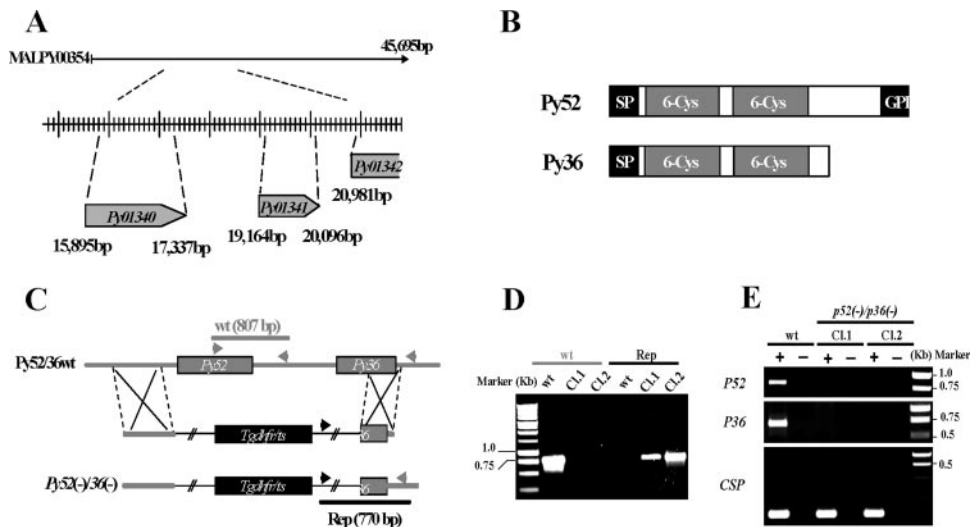 A
MALPY00354
45,695bp
Py01342
20,981bp
Py01340
Py01341
15,895bp
17,337bp
19,164bp
20,096bp
B
Py52
SP
6-Cys
6-Cys
GPI
Py36
SP
6-Cys
6-Cys
C
wt (807 bp)
Py52/36wt
Py52
Py36
Tgdhfr/ts
6
Py52(-)/36(-)
Tgdhfr/ts
6
Rep (770 bp)
D
wt
Rep
Marker (Kb)
wt
Cl.1
Cl.2
wt
Cl.1
Cl.2
1.0
0.75
E
p52(-)/p36(-)
wt
Cl.1
Cl.2
+ − + − + − (Kb) Marker
P52
1.0
0.75
P36
0.75
0.5
CSP
0.5